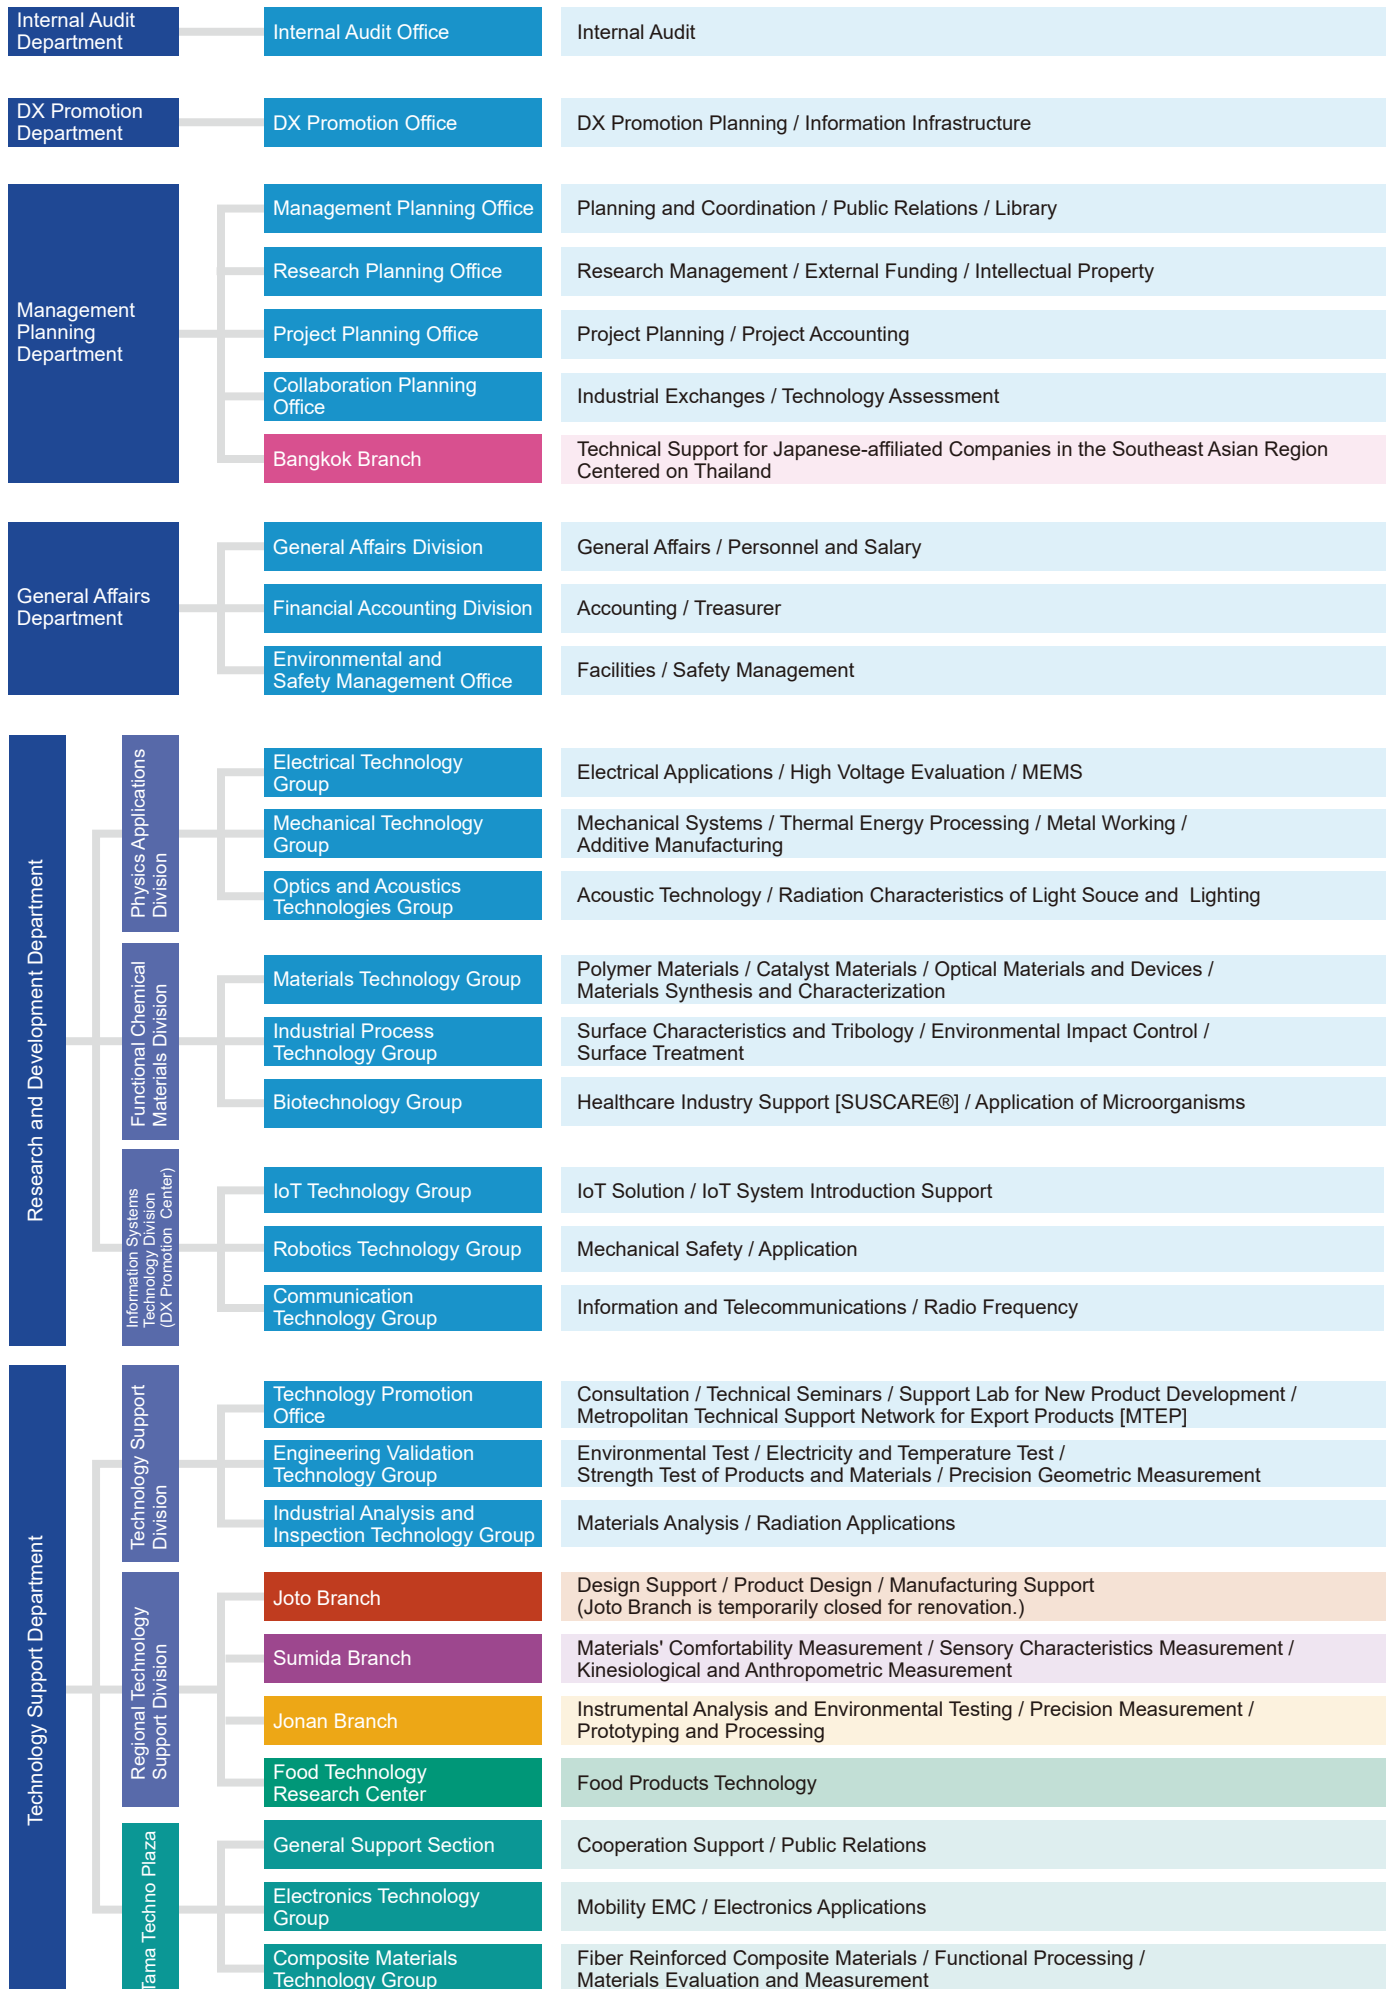 Internal Audit
Department
Internal Audit Office
Internal Audit
DX Promotion
Department
DX Promotion Office
DX Promotion Planning / Information Infrastructure
Management
Planning
Department
Management Planning Office
Planning and Coordination / Public Relations / Library
Research Planning Office
Research Management / External Funding / Intellectual Property
Project Planning Office
Project Planning / Project Accounting
Collaboration Planning
Office
Industrial Exchanges / Technology Assessment
Bangkok Branch
Technical Support for Japanese-affiliated Companies in the Southeast Asian Region
Centered on Thailand
General Affairs
Department
General Affairs Division
General Affairs / Personnel and Salary
Financial Accounting Division
Accounting / Treasurer
Environmental and
Safety Management Office
Facilities / Safety Management
Research and Development Department
Physics Applications
Division
Electrical Technology
Group
Electrical Applications / High Voltage Evaluation / MEMS
Mechanical Technology
Group
Mechanical Systems / Thermal Energy Processing / Metal Working /
Additive Manufacturing
Optics and Acoustics
Technologies Group
Acoustic Technology / Radiation Characteristics of Light Souce and  Lighting
Functional Chemical
Materials Division
Materials Technology Group
Polymer Materials / Catalyst Materials / Optical Materials and Devices /
Materials Synthesis and Characterization
Industrial Process
Technology Group
Surface Characteristics and Tribology / Environmental Impact Control /
Surface Treatment
Biotechnology Group
Healthcare Industry Support [SUSCARE®] / Application of Microorganisms
Information Systems
Technology Division
(DX Promotion Center)
IoT Technology Group
IoT Solution / IoT System Introduction Support
Robotics Technology Group
Mechanical Safety / Application
Communication
Technology Group
Information and Telecommunications / Radio Frequency
Technology Support Department
Technology Support
Division
Technology Promotion
Office
Consultation / Technical Seminars / Support Lab for New Product Development /
Metropolitan Technical Support Network for Export Products [MTEP]
Engineering Validation
Technology Group
Environmental Test / Electricity and Temperature Test /
Strength Test of Products and Materials / Precision Geometric Measurement
Industrial Analysis and
Inspection Technology Group
Materials Analysis / Radiation Applications
Regional Technology
Support Division
Joto Branch
Design Support / Product Design / Manufacturing Support
(Joto Branch is temporarily closed for renovation.)
Sumida Branch
Materials' Comfortability Measurement / Sensory Characteristics Measurement /
Kinesiological and Anthropometric Measurement
Jonan Branch
Instrumental Analysis and Environmental Testing / Precision Measurement /
Prototyping and Processing
Food Technology
Research Center
Food Products Technology
Tama Techno Plaza
General Support Section
Cooperation Support / Public Relations
Electronics Technology
Group
Mobility EMC / Electronics Applications
Composite Materials
Technology Group
Fiber Reinforced Composite Materials / Functional Processing /
Materials Evaluation and Measurement